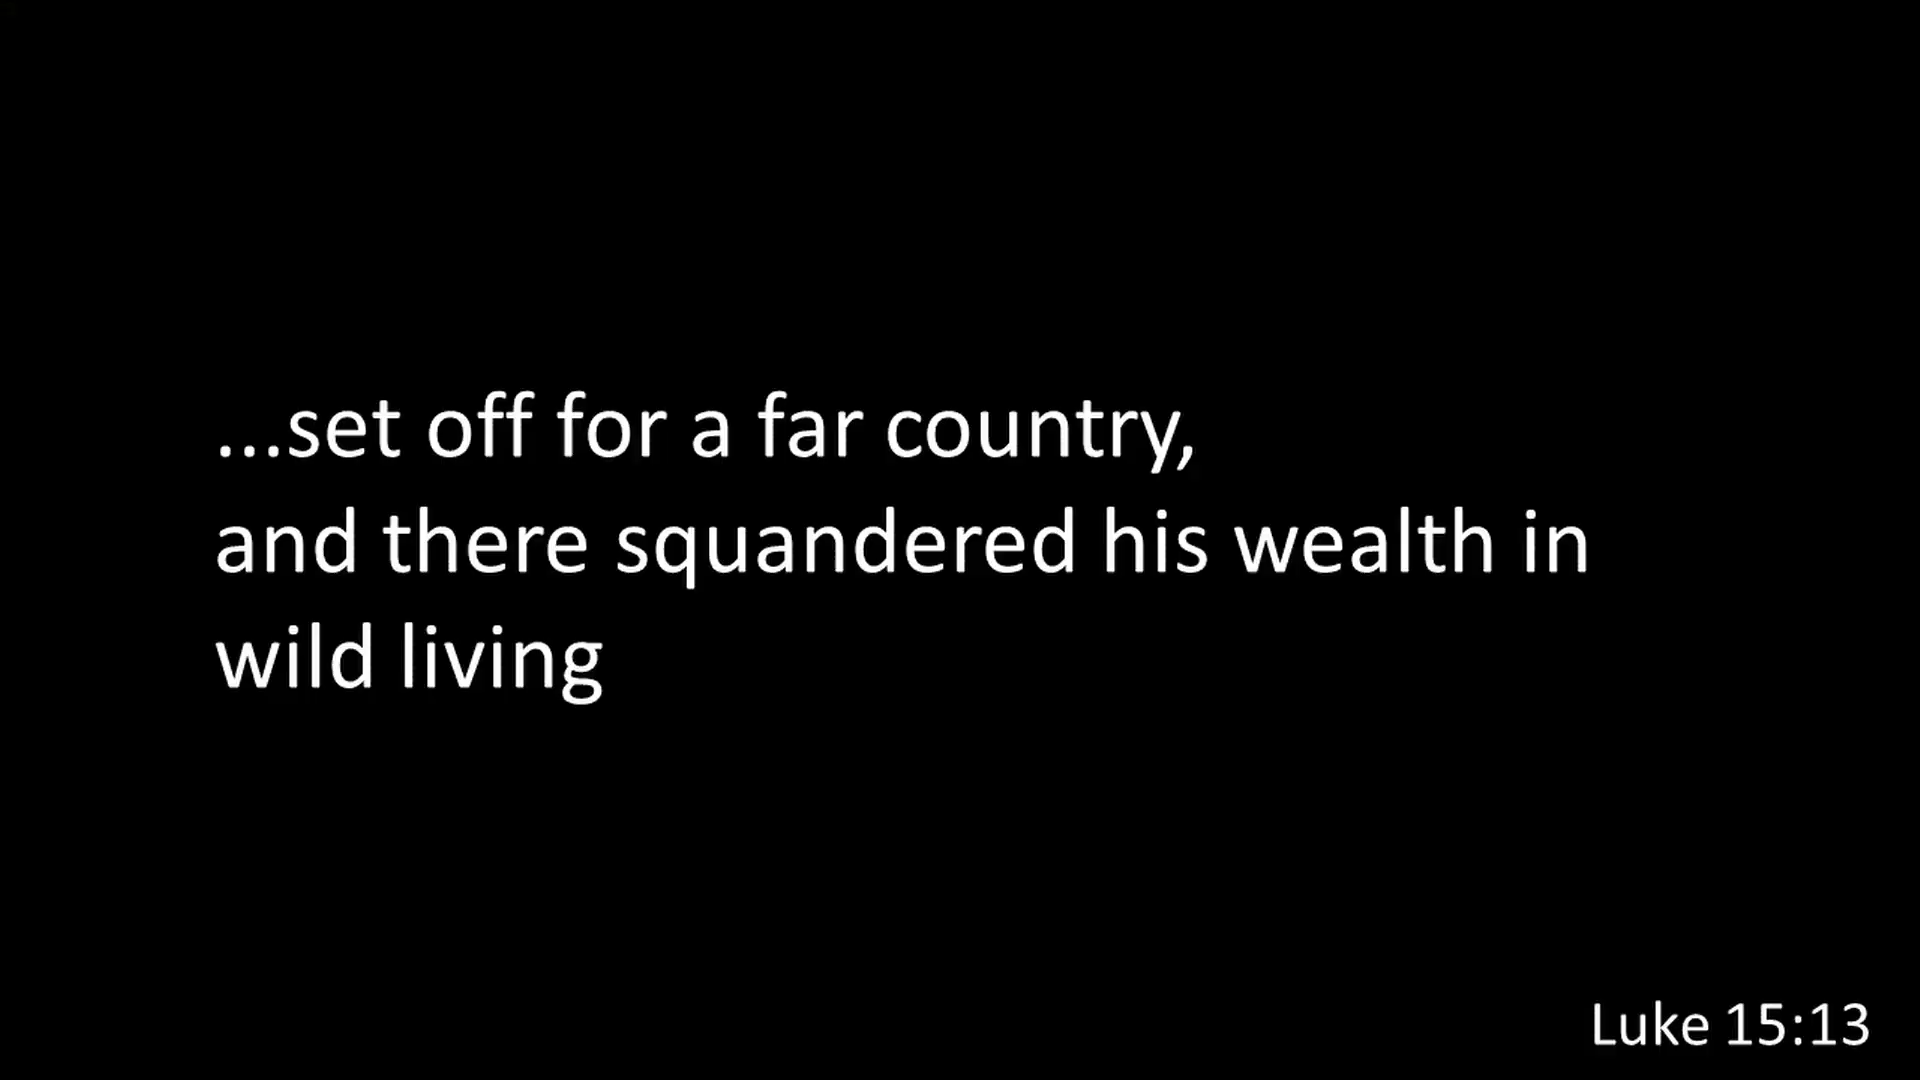 ...set off for a far country,
and there squandered his wealth in
wild living
Luke 15:13